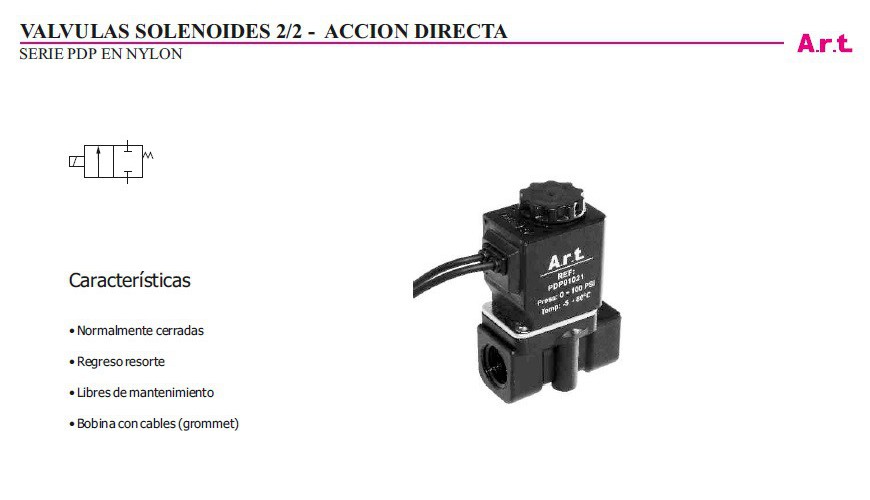 VALVULAS SOLENOIDES 2/2 - ACCION DIRECTA
SERIE PDP EN NYLON
A.r.t.
Características
• Normalmente cerradas
• Regreso resorte
• Libres de mantenimiento
• Bobina con cables (grommet)
A.r.t.
REF:
PDP01021
Press: 0 - 100 PSI
Temp: -5 - 80°C